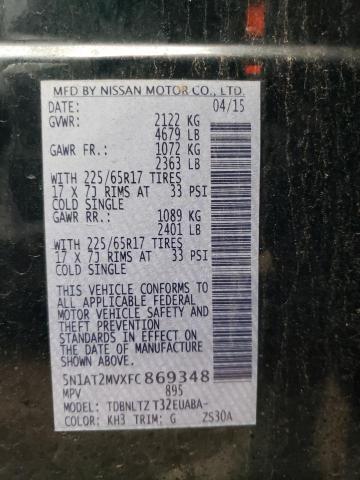 MFD BY NISSAN MOTOR CO., LTD.
DATE: 04/15
GVWR: 2122 KG
4679 LB
GAWR FR.: 1072 KG
2363 LB
WITH 225/65R17 TIRES
17 X 7J RIMS AT 33 PSI
COLD SINGLE
GAWR RR.: 1089 KG
2401 LB
WITH 225/65R17 TIRES
17 X 7J RIMS AT 33 PSI
COLD SINGLE
THIS VEHICLE CONFORMS TO
ALL APPLICABLE FEDERAL
MOTOR VEHICLE SAFETY AND
THEFT PREVENTION
STANDARDS IN EFFECT ON
THE DATE OF MANUFACTURE
SHOWN ABOVE.
5N1AT2MVXFC869348
MPV 895
MODEL: TDBNLTZ T32EUABA-
COLOR: KH3 TRIM: G ZS30A